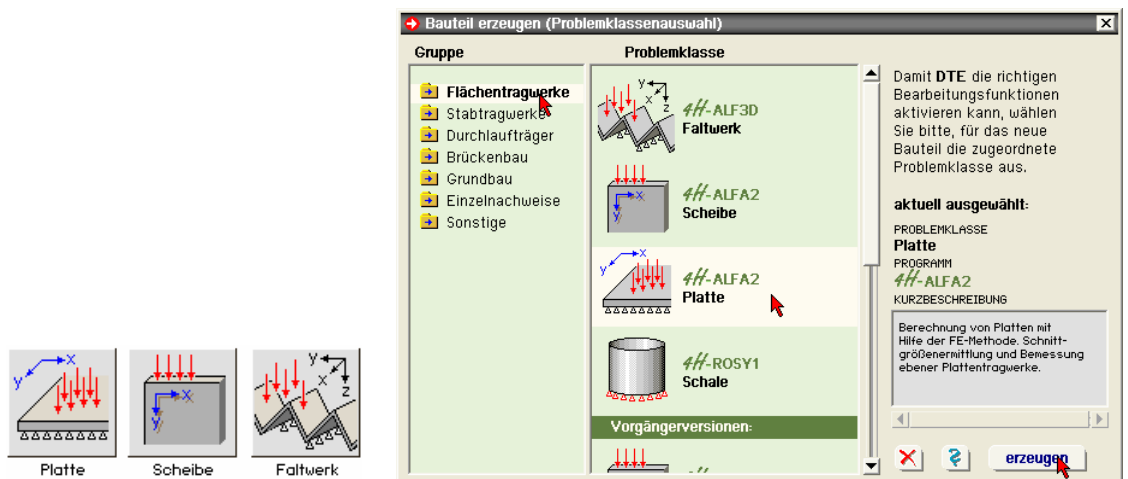 Bauteil erzeugen (Problemklassenauswahl)
Gruppe
Flächentragwerke
Stabtragwerke
Durchlaufträger
Brückenbau
Grundbau
Einzelnachweise
Sonstige
Problemklasse
y
x
z
4H-ALF3D
Faltwerk
x
y
4H-ALFA2
Scheibe
y
x
4H-ALFA2
Platte
4H-ROSY1
Schale
Vorgängerversionen:
Damit DTE die richtigen
Bearbeitungsfunktionen
aktivieren kann, wählen
Sie bitte, für das neue
Bauteil die zugeordnete
Problemklasse aus.
aktuell ausgewählt:
PROBLEMKLASSE
Platte
PROGRAMM
4H-ALFA2
KURZBESCHREIBUNG
Berechnung von Platten mit
Hilfe der FE-Methode. Schnitt-
größenermittlung und Bemessung
ebener Plattentragwerke.
erzeugen
y
x
Platte
x
y
Scheibe
y
x
z
Faltwerk